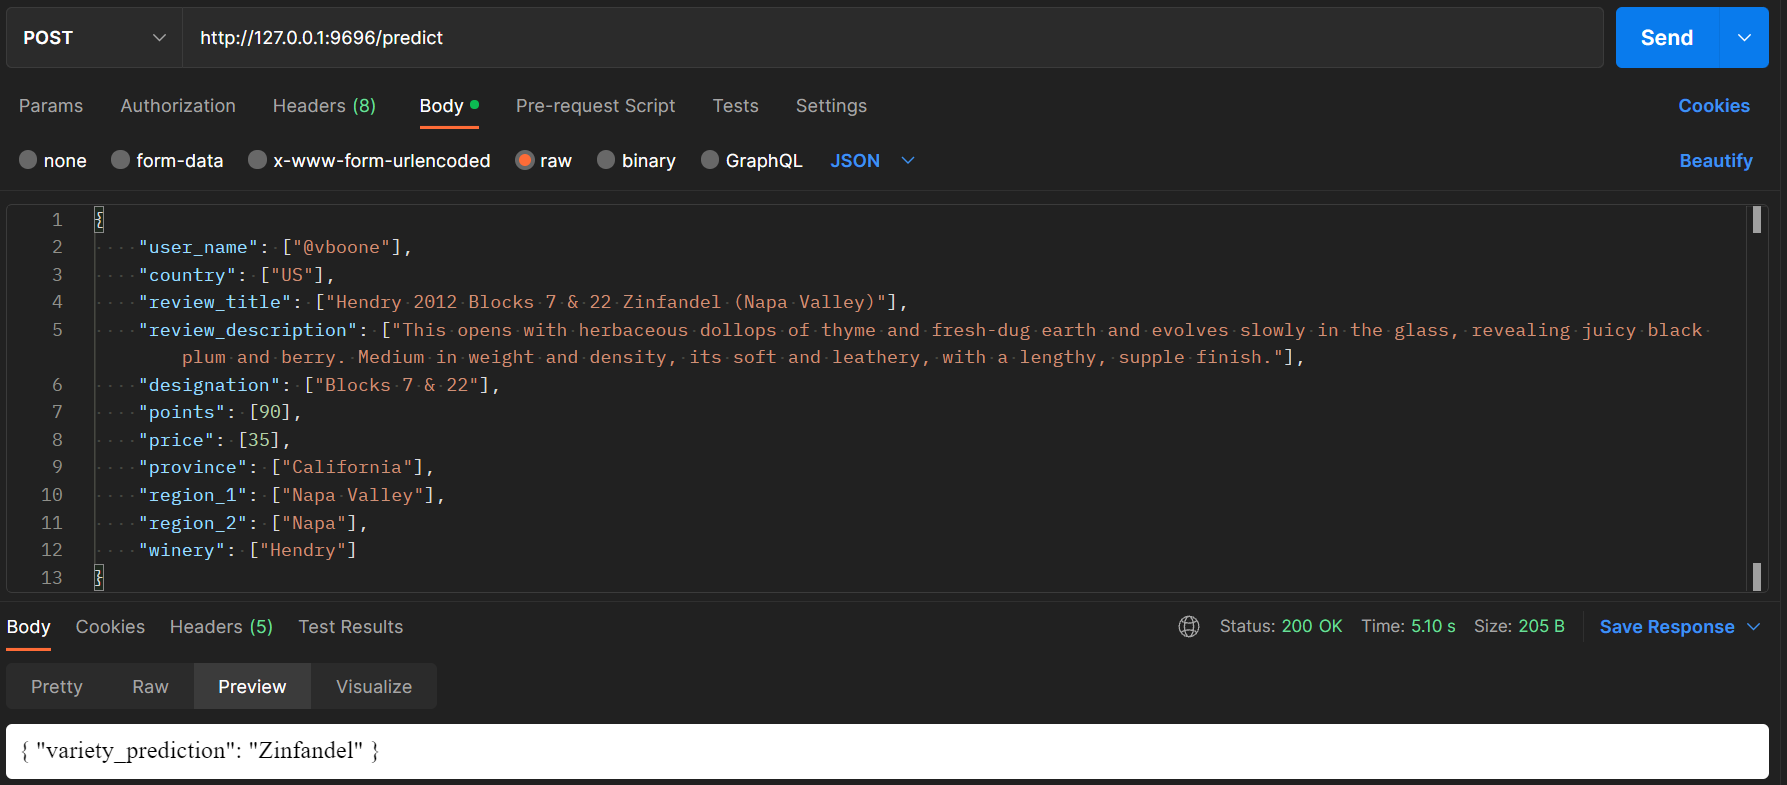 POST http://127.0.0.1:9696/predict Send
Params Authorization Headers (8) Body Pre-request Script Tests Settings Cookies
none form-data x-www-form-urlencoded raw binary GraphQL JSON Beautify
1 {
2 "user_name": ["@vboone"],
3 "country": ["US"],
4 "review_title": ["Hendry 2012 Blocks 7 & 22 Zinfandel (Napa Valley)"],
5 "review_description": ["This opens with herbaceous dollops of thyme and fresh-dug earth and evolves slowly in the glass, revealing juicy black
plum and berry. Medium in weight and density, its soft and leathery, with a lengthy, supple finish."],
6 "designation": ["Blocks 7 & 22"],
7 "points": [90],
8 "price": [35],
9 "province": ["California"],
10 "region_1": ["Napa Valley"],
11 "region_2": ["Napa"],
12 "winery": ["Hendry"]
13 }
Body Cookies Headers (5) Test Results Status: 200 OK Time: 5.10 s Size: 205 B Save Response
Pretty Raw Preview Visualize
{ "variety_prediction": "Zinfandel" }